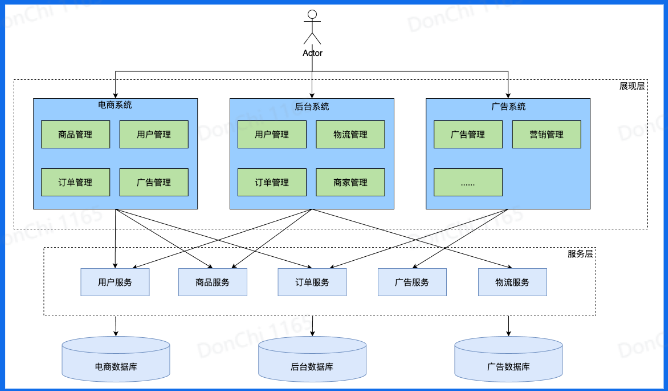 DonChi 1165
DonChi 1165
Actor
展现层
电商系统
后台系统
广告系统
商品管理
用户管理
用户管理
物流管理
广告管理
营销管理
订单管理
广告管理
订单管理
商家管理
......
服务层
用户服务
商品服务
订单服务
广告服务
物流服务
DonChi 1165
电商数据库
后台数据库
广告数据库